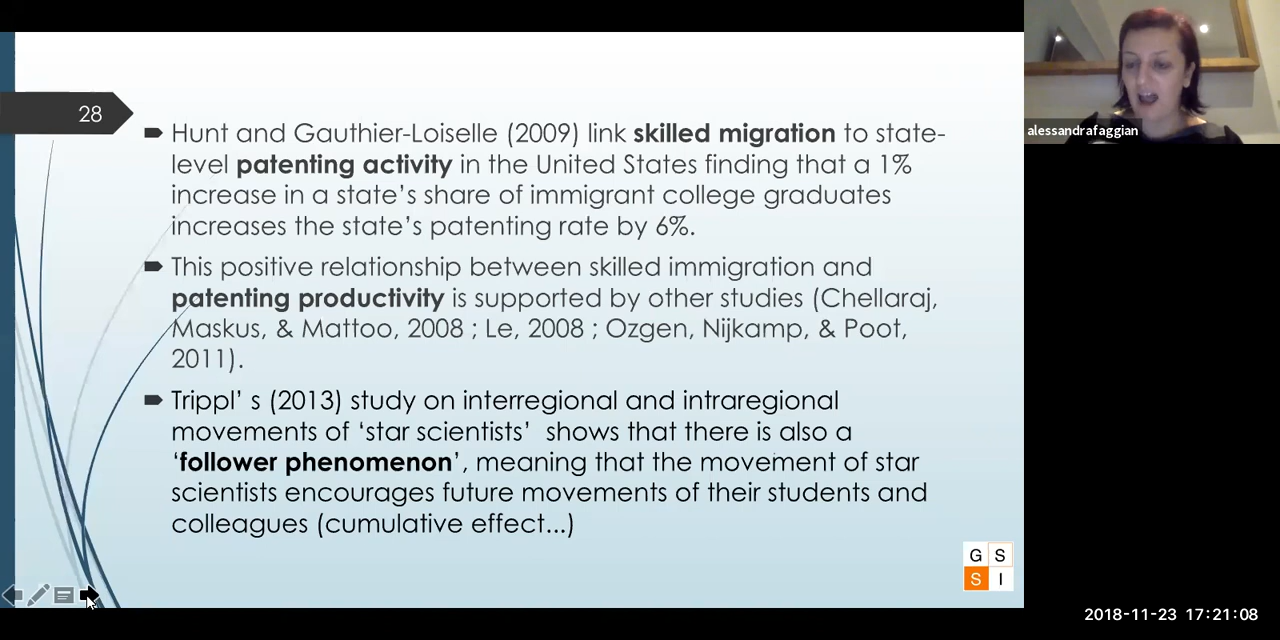 28
Hunt and Gauthier-Loiselle (2009) link skilled migration to state-
level patenting activity in the United States finding that a 1%
increase in a state's share of immigrant college graduates
increases the state's patenting rate by 6%.
This positive relationship between skilled immigration and
patenting productivity is supported by other studies (Chellaraj,
Maskus, & Mattoo, 2008 ; Le, 2008 ; Ozgen, Nijkamp, & Poot,
2011).
Trippl' s (2013) study on interregional and intraregional
movements of 'star scientists'  shows that there is also a
'follower phenomenon', meaning that the movement of star
scientists encourages future movements of their students and
colleagues (cumulative effect...)
G S
S I
alessandrafaggian
2018-11-23 17:21:08